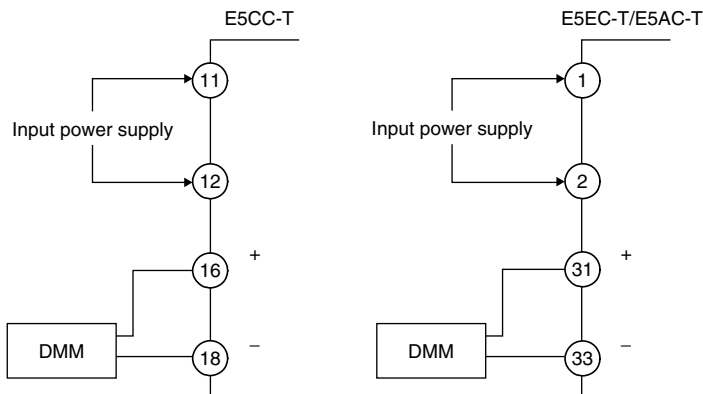 E5CC-T
11
Input power supply
12
+
16
DMM
18
–
E5EC-T/E5AC-T
1
Input power supply
2
+
31
DMM
33
–